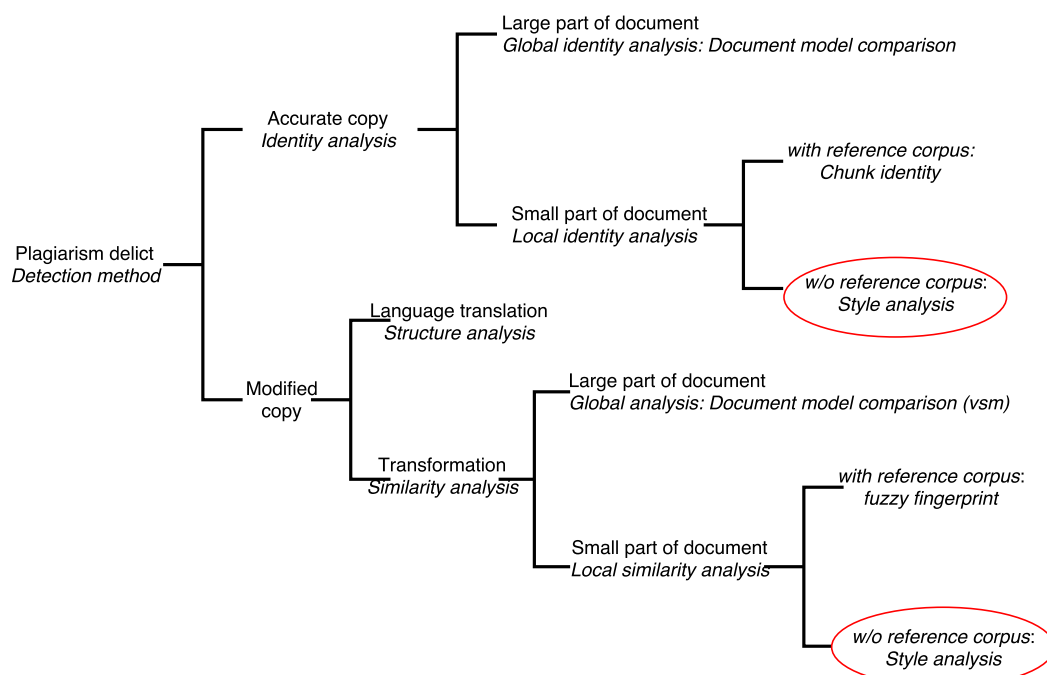 Large part of document
Global identity analysis: Document model comparison
Accurate copy
Identity analysis
with reference corpus:
Chunk identity
Small part of document
Local identity analysis
Plagiarism delict
Detection method
w/o reference corpus:
Style analysis
Language translation
Structure analysis
Modified
copy
Large part of document
Global analysis: Document model comparison (vsm)
Transformation
Similarity analysis
with reference corpus:
fuzzy fingerprint
Small part of document
Local similarity analysis
w/o reference corpus:
Style analysis